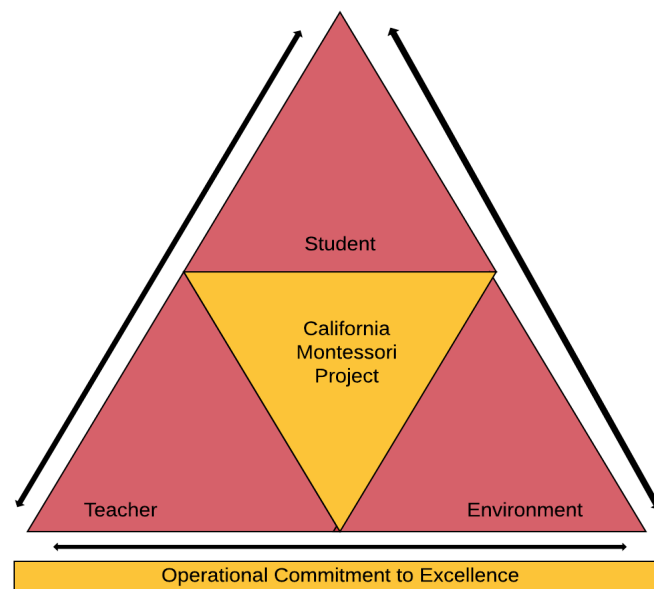 Student
California
Montessori
Project
Teacher
Environment
Operational Commitment to Excellence